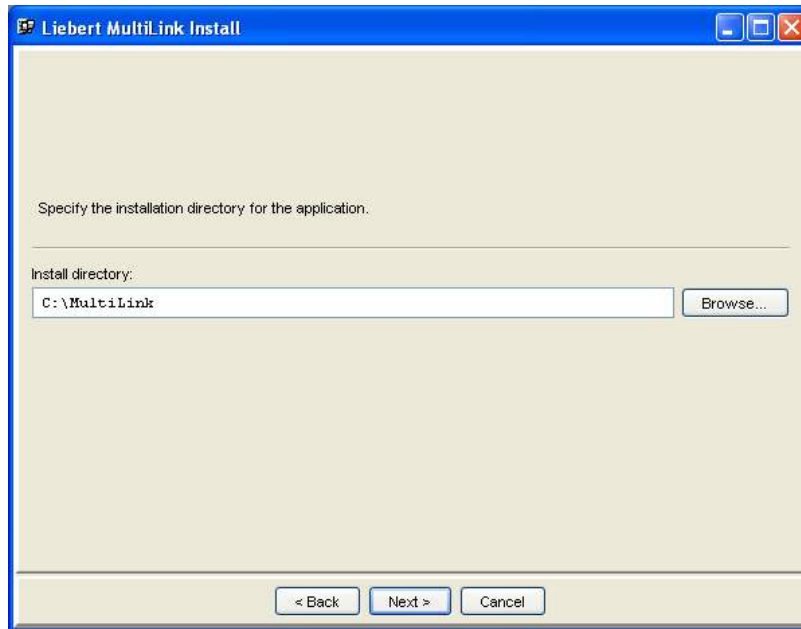 Liebert MultiLink Install
Specify the installation directory for the application.
Install directory:
C:\MultiLink
Browse...
< Back
Next >
Cancel